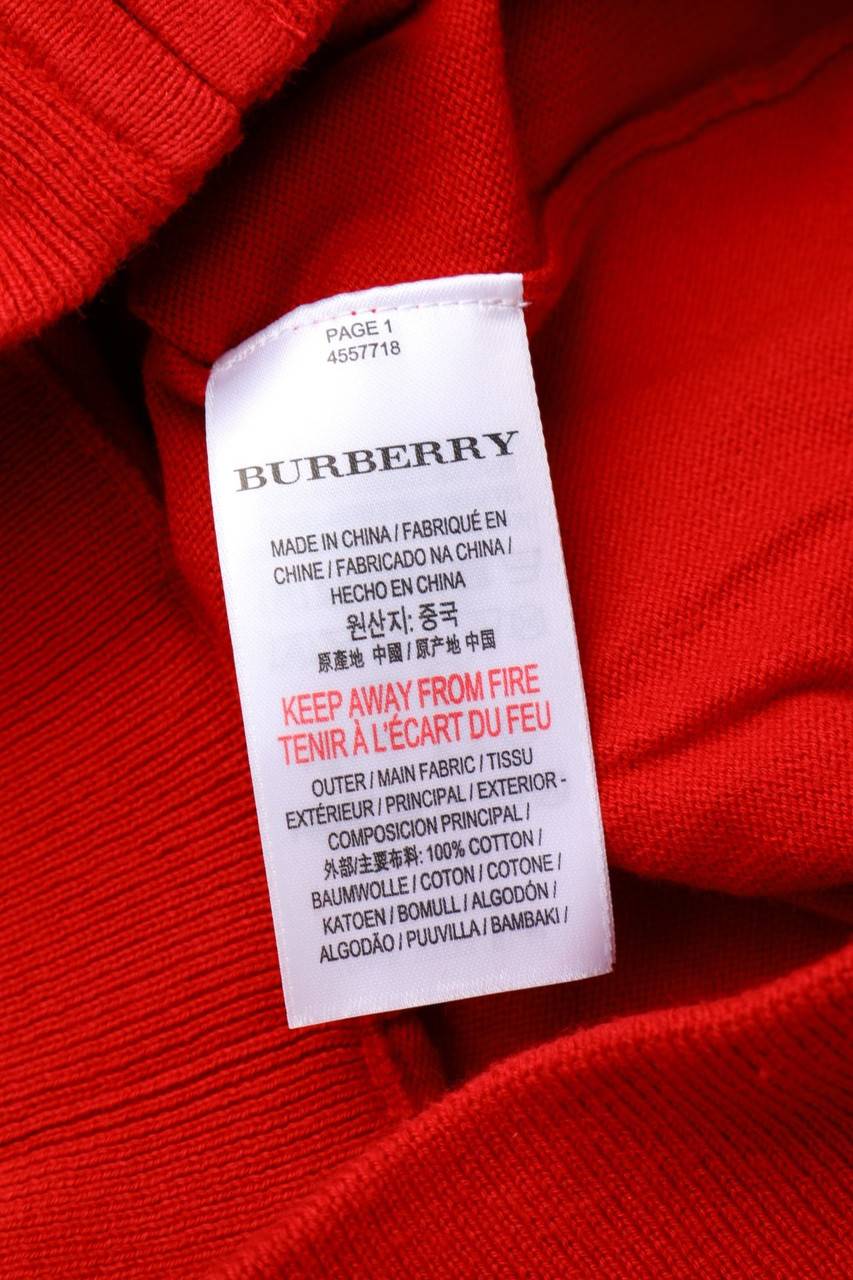 PAGE 1
4557718
BURBERRY
MADE IN CHINA / FABRIQUÉ EN
CHINE / FABRICADO NA CHINA /
HECHO EN CHINA
원산지: 중국
原產地 中國 / 原产地 中国
KEEP AWAY FROM FIRE
TENIR À L'ÉCART DU FEU
OUTER / MAIN FABRIC / TISSU
EXTÉRIEUR / PRINCIPAL / EXTERIOR -
COMPOSICION PRINCIPAL /
外部/主要布料: 100% COTTON /
BAUMWOLLE / COTON / COTONE /
KATOEN / BOMULL / ALGODÓN /
ALGODÃO / PUUVILLA / BAMBAKI /